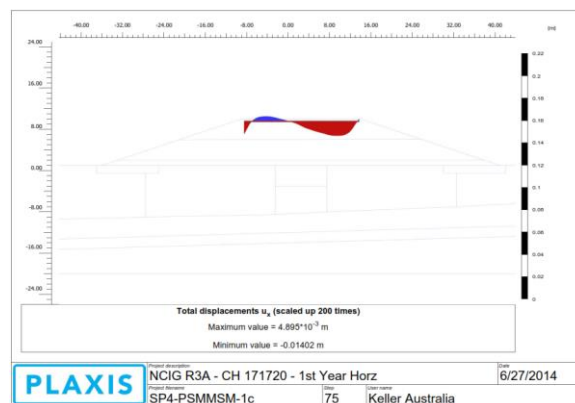 -40.00 -32.00 -24.00 -16.00 -8.00 0.00 8.00 16.00 24.00 32.00 40.00
[m]
24.00
16.00
8.00
0.00
-8.00
-16.00
-24.00
0.22
0.2
0.18
0.16
0.14
0.12
0.1
0.08
0.06
0.04
0.02
0
Total displacements uₓ (scaled up 200 times)
Maximum value = 4.895*10⁻³ m
Minimum value = -0.01402 m
PLAXIS
Project description
NCIG R3A - CH 171720 - 1st Year Horz
Date
6/27/2014
Project filename
SP4-PSMMSM-1c
Step
75
User name
Keller Australia